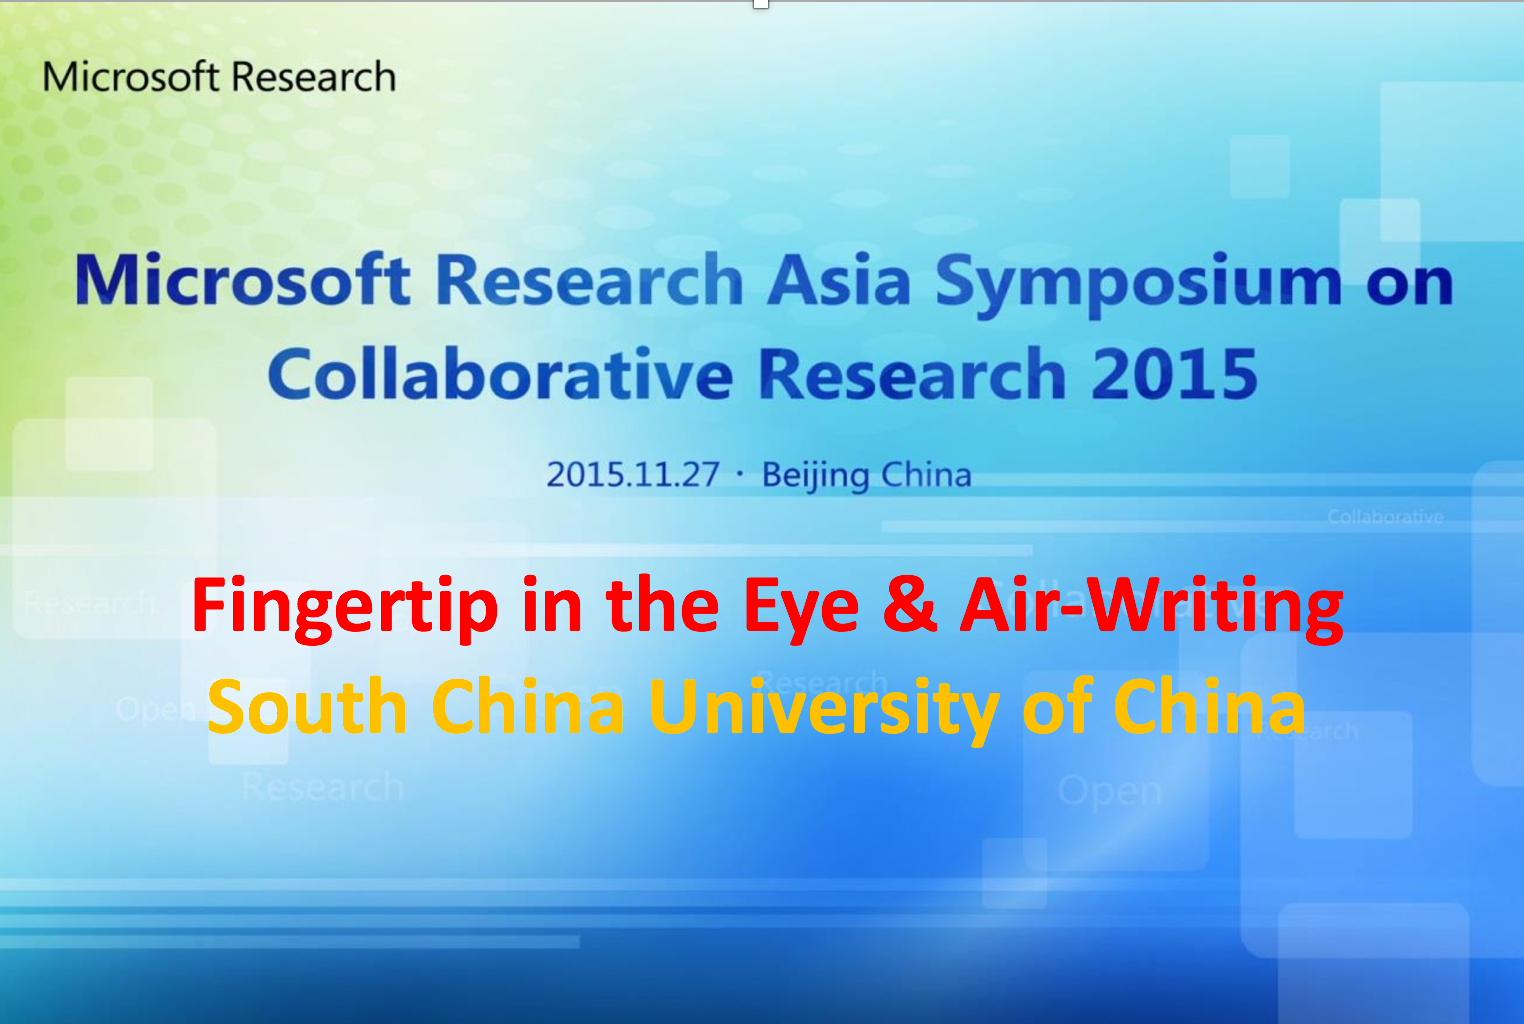 Microsoft Research
Microsoft Research Asia Symposium on
Collaborative Research 2015
2015.11.27 · Beijing China
Collaborative
Fingertip in the Eye & Air-Writing
Research
South China University of China
Research
Open
Research
Research
Open